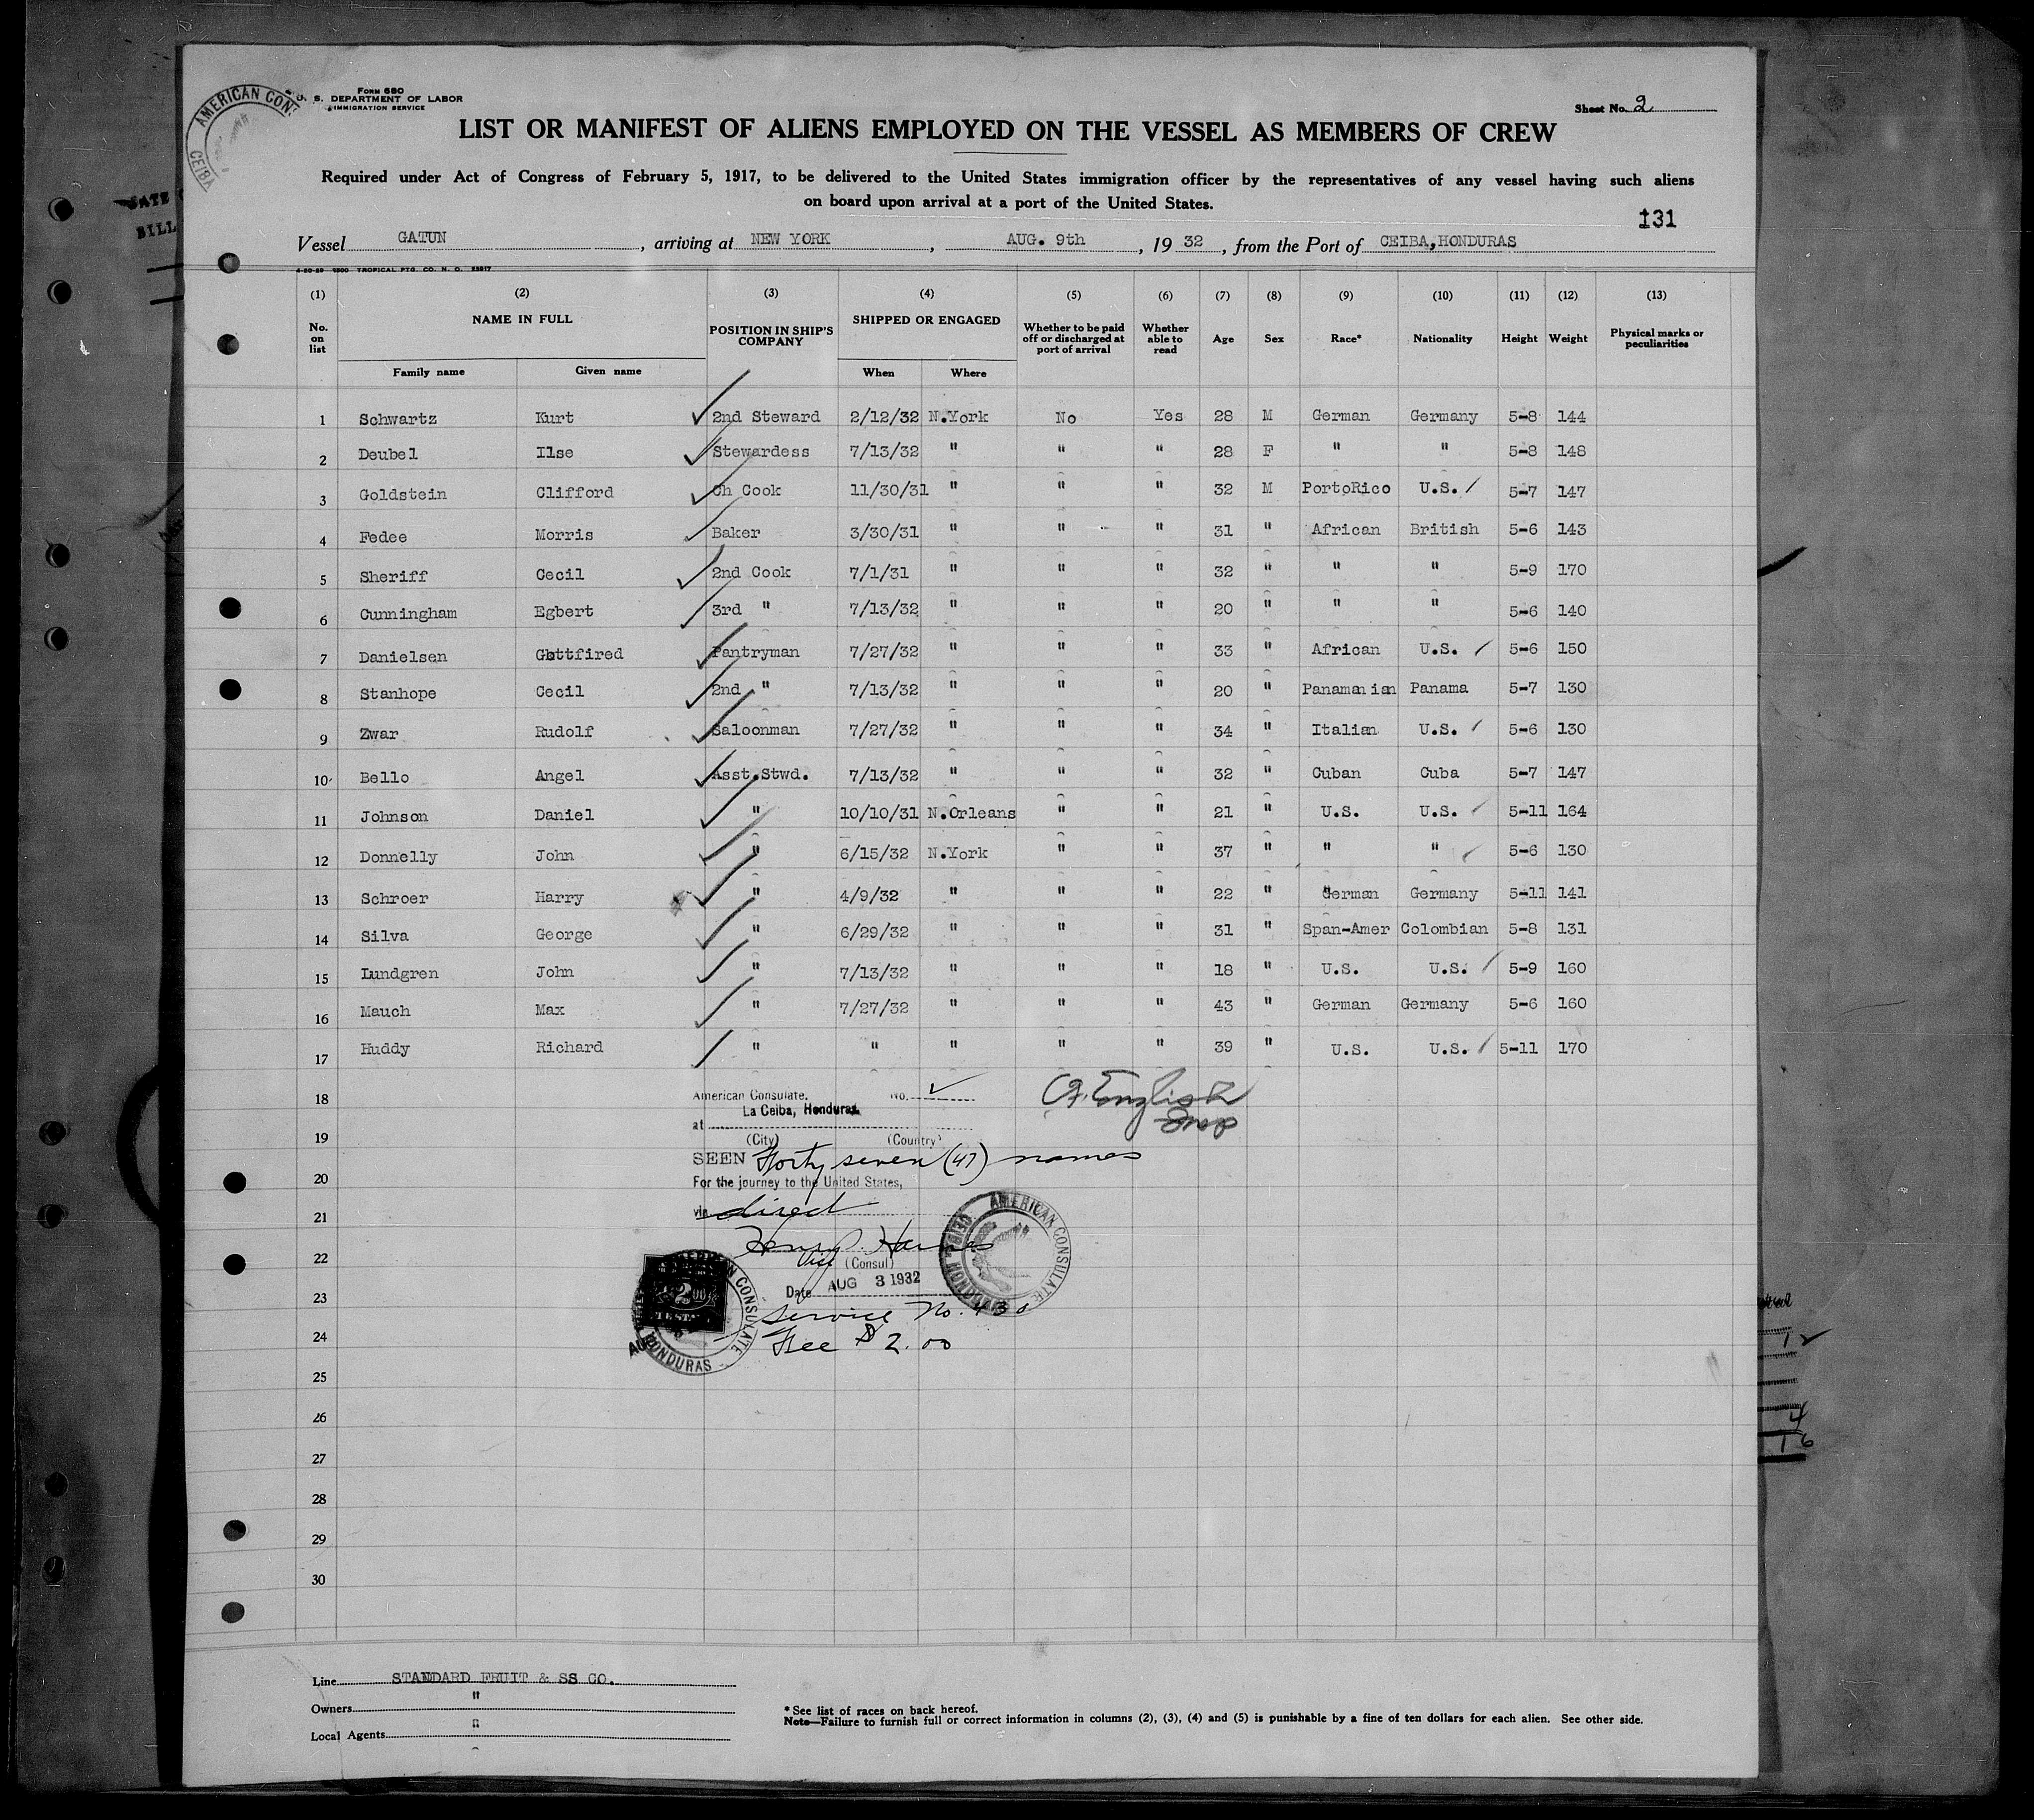 Form 680
U. S. DEPARTMENT OF LABOR
IMMIGRATION SERVICE
AMERICAN CONS
CEIBA
Sheet No. 2
LIST OR MANIFEST OF ALIENS EMPLOYED ON THE VESSEL AS MEMBERS OF CREW
Required under Act of Congress of February 5, 1917, to be delivered to the United States immigration officer by the representatives of any vessel having such aliens
on board upon arrival at a port of the United States.
131
Vessel GATUN, arriving at NEW YORK, AUG. 9th, 1932, from the Port of CEIBA, HONDURAS
4-20-29 1500 TROPICAL PTG. CO. N. O. 25917
(1) (2) (3) (4) (5) (6) (7) (8) (9) (10) (11) (12) (13)
No. on list NAME IN FULL POSITION IN SHIP'S COMPANY SHIPPED OR ENGAGED Whether to be paid off or discharged at port of arrival Whether able to read Age Sex Race* Nationality Height Weight Physical marks or peculiarities
Family name Given name When Where
1 Schwartz Kurt 2nd Steward 2/12/32 N.York No Yes 28 M German Germany 5-8 144
2 Deubel Ilse Stewardess 7/13/32 " " " 28 F " " 5-8 148
3 Goldstein Clifford Ch Cook 11/30/31 " " " 32 M PortoRico U.S. 5-7 147
4 Fedee Morris Baker 3/30/31 " " " 31 " African British 5-6 143
5 Sheriff Cecil 2nd Cook 7/1/31 " " " 32 " " " 5-9 170
6 Cunningham Egbert 3rd " 7/13/32 " " " 20 " " " 5-6 140
7 Danielsen Gottfired Pantryman 7/27/32 " " " 33 " African U.S. 5-6 150
8 Stanhope Cecil 2nd " 7/13/32 " " " 20 " Panamanian Panama 5-7 130
9 Zwar Rudolf Saloonman 7/27/32 " " " 34 " Italian U.S. 5-6 130
10 Bello Angel Asst.Stwd. 7/13/32 " " " 32 " Cuban Cuba 5-7 147
11 Johnson Daniel " 10/10/31 N.Orleans " " 21 " U.S. U.S. 5-11 164
12 Donnelly John " 6/15/32 N.York " " 37 " " " 5-6 130
13 Schroer Harry " 4/9/32 " " " 22 " German Germany 5-11 141
14 Silva George " 6/29/32 " " " 31 " Span-Amer Colombian 5-8 131
15 Lundgren John " 7/13/32 " " " 18 " U.S. U.S. 5-9 160
16 Mauch Max " 7/27/32 " " " 43 " German Germany 5-6 160
17 Huddy Richard " " " " " 39 " U.S. U.S. 5-11 170
18
19
20
21
22
23
24
25
26
27
28
29
30
American Consulate, No.
La Ceiba, Honduras
at
(City) (Country)
SEEN Forty seven (47) names
For the journey to the United States,
via direct
Vice (Consul)
Date AUG 3 1932
Service No. 430
Fee $ 2.00
English
AMERICAN CONSULATE
CEIBA HONDURAS
AMERICAN CONSULATE
HONDURAS
Line STANDARD FRUIT & SS CO.
Owners "
Local Agents "
* See list of races on back hereof.
Note—Failure to furnish full or correct information in columns (2), (3), (4) and (5) is punishable by a fine of ten dollars for each alien. See other side.